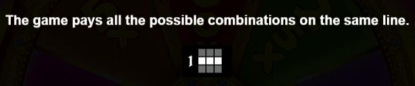 The game pays all the possible combinations on the same line.
1